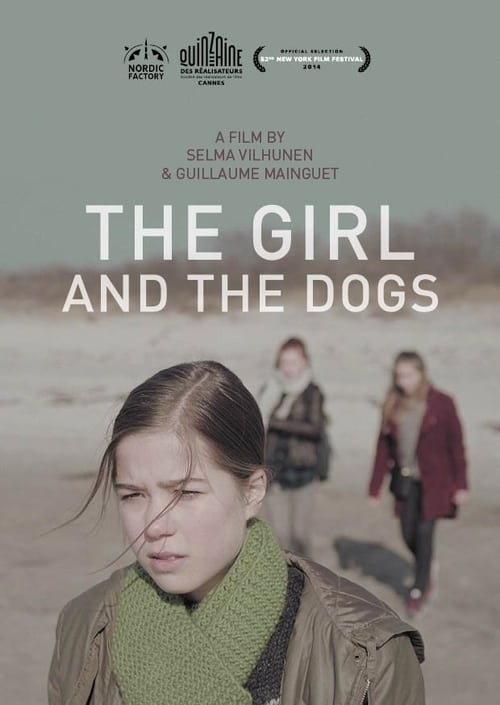 NORDIC
FACTORY
QUINZAINE
DES RÉALISATEURS
CANNES
OFFICIAL SELECTION
52ND NEW YORK FILM FESTIVAL
2014
A FILM BY
SELMA VILHUNEN
& GUILLAUME MAINGUET
THE GIRL
AND THE DOGS